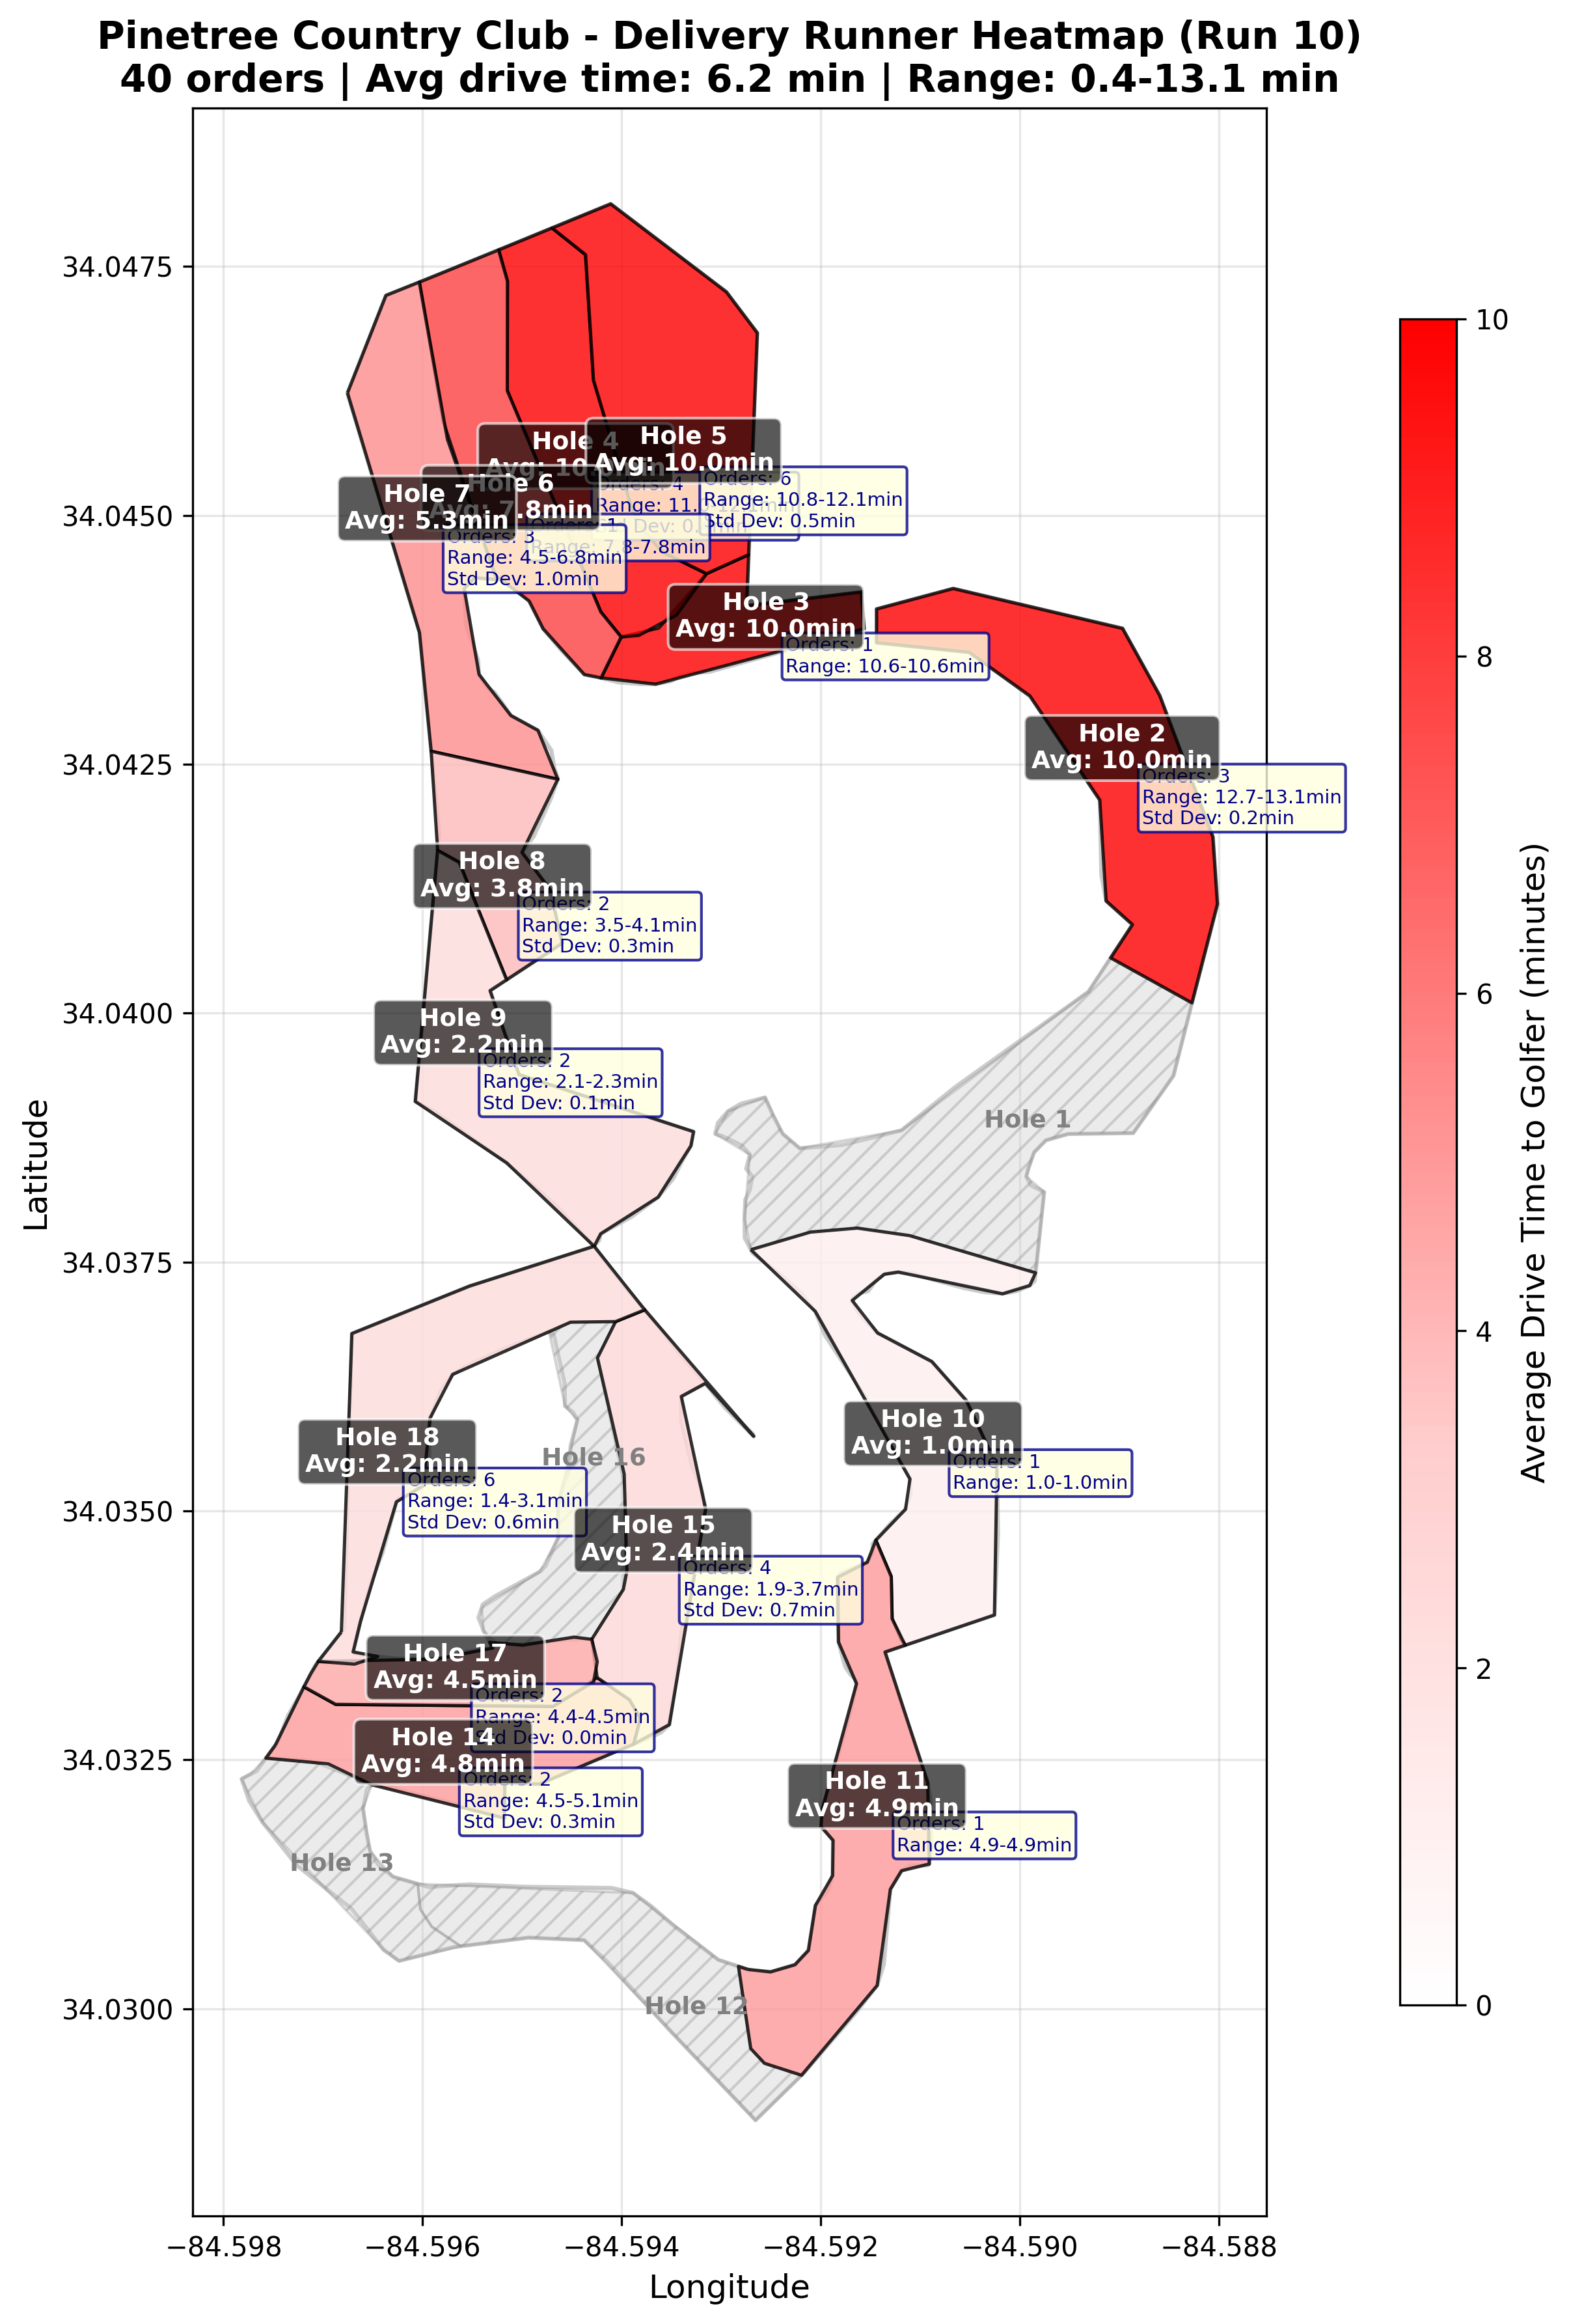 Pinetree Country Club - Delivery Runner Heatmap (Run 10)
40 orders | Avg drive time: 6.2 min | Range: 0.4-13.1 min
34.0475
34.0450
34.0425
34.0400
34.0375
34.0350
34.0325
34.0300
Latitude
−84.598
−84.596
−84.594
−84.592
−84.590
−84.588
Longitude
10
8
6
4
2
0
Average Drive Time to Golfer (minutes)
Hole 4
Avg: 10.
Orders: 4
Range: 11.
Hole 5
Avg: 10.0min
Orders: 6
Range: 10.8-12.1min
Std Dev: 0.5min
Hole 6
7.8min
Orders: 1
Range: 7.8-7.8min
Hole 7
Avg: 5.3min
Orders: 3
Range: 4.5-6.8min
Std Dev: 1.0min
Hole 3
Avg: 10.0min
Orders: 1
Range: 10.6-10.6min
Hole 2
Avg: 10.0min
Orders: 3
Range: 12.7-13.1min
Std Dev: 0.2min
Hole 8
Avg: 3.8min
Orders: 2
Range: 3.5-4.1min
Std Dev: 0.3min
Hole 9
Avg: 2.2min
Orders: 2
Range: 2.1-2.3min
Std Dev: 0.1min
Hole 1
Hole 10
Avg: 1.0min
Orders: 1
Range: 1.0-1.0min
Hole 18
Avg: 2.2min
Orders: 6
Range: 1.4-3.1min
Std Dev: 0.6min
Hole 16
Hole 15
Avg: 2.4min
Orders: 4
Range: 1.9-3.7min
Std Dev: 0.7min
Hole 17
Avg: 4.5min
Orders: 2
Range: 4.4-4.5min
Std Dev: 0.0min
Hole 14
Avg: 4.8min
Orders: 2
Range: 4.5-5.1min
Std Dev: 0.3min
Hole 11
Avg: 4.9min
Orders: 1
Range: 4.9-4.9min
Hole 13
Hole 12